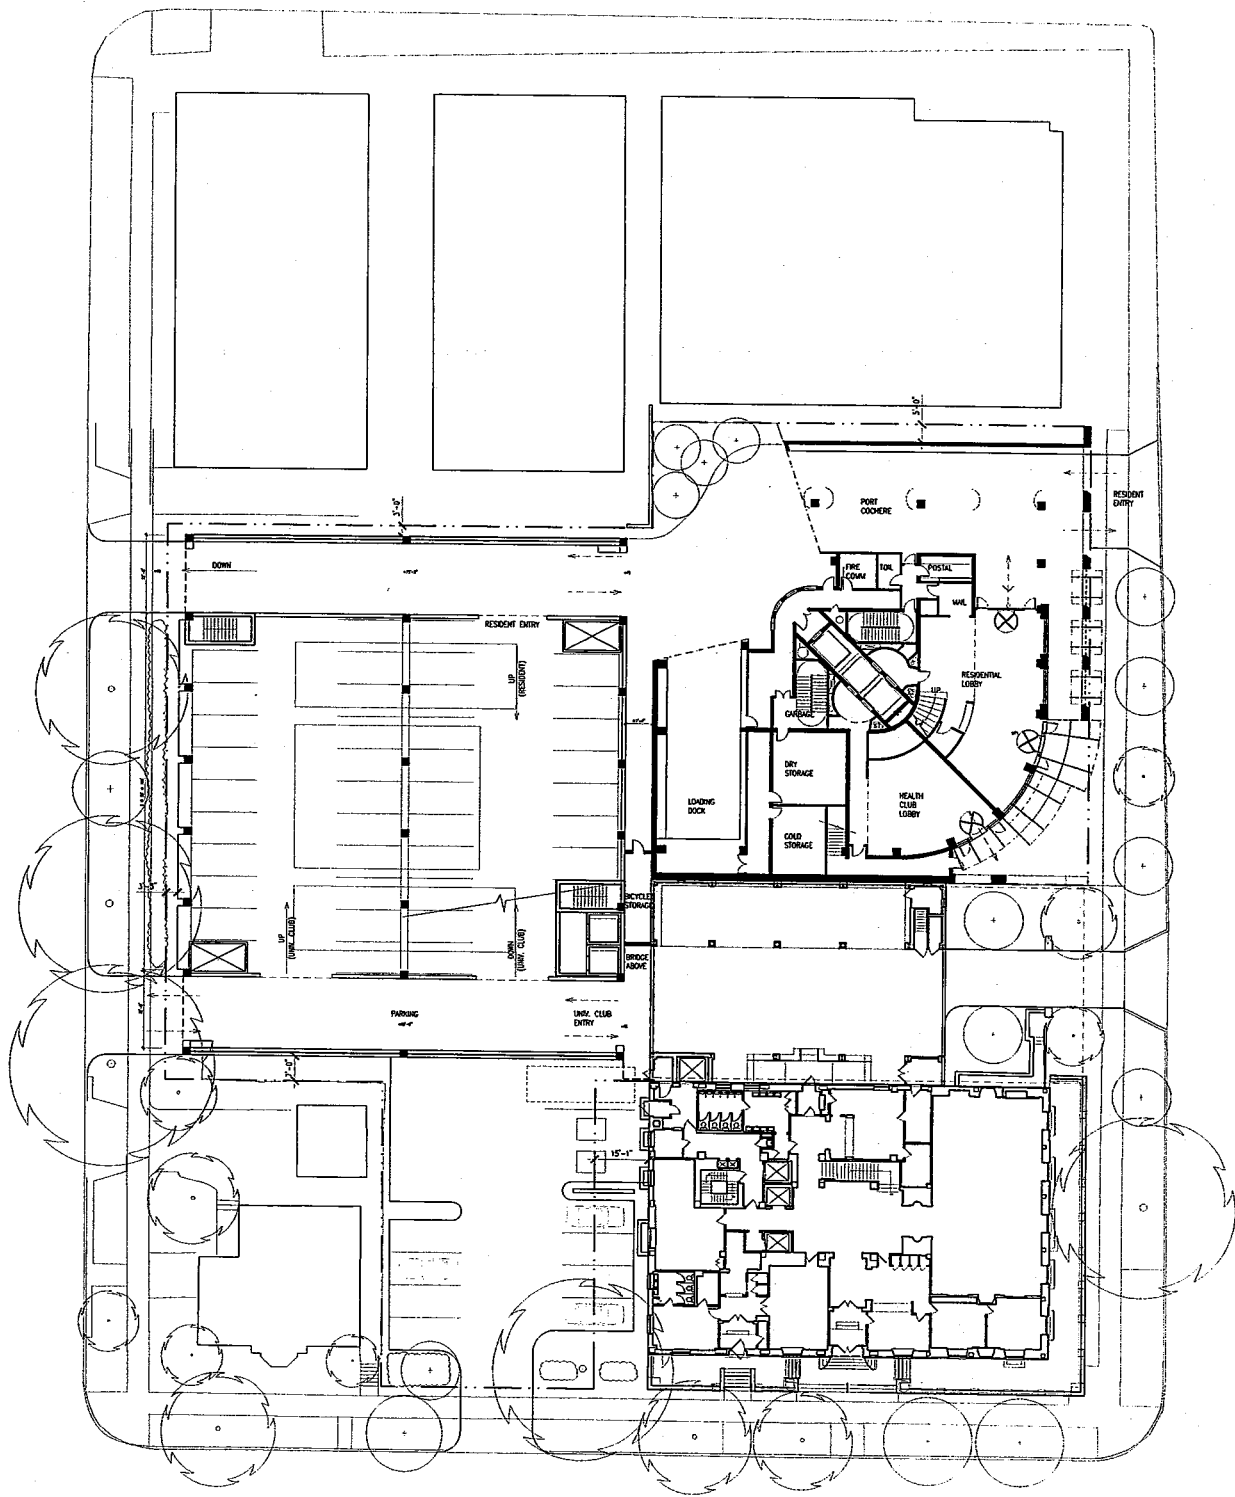 5'-0"
RESIDENT
ENTRY
5'-0"
PORT
COCHERE
DOWN
FIRE
COMM
TOIL
POSTAL
MAIL
RESIDENT ENTRY
UP
(RESIDENT)
RESIDENTIAL
LOBBY
UP
GARBAGE
DRY
STORAGE
LOADING
DOCK
HEALTH
CLUB
LOBBY
COLD
STORAGE
BICYCLE
STORAGE
UP
(UNIV. CLUB)
DOWN
(UNIV. CLUB)
BRIDGE
ABOVE
PARKING
UNIV. CLUB
ENTRY
15'-1"